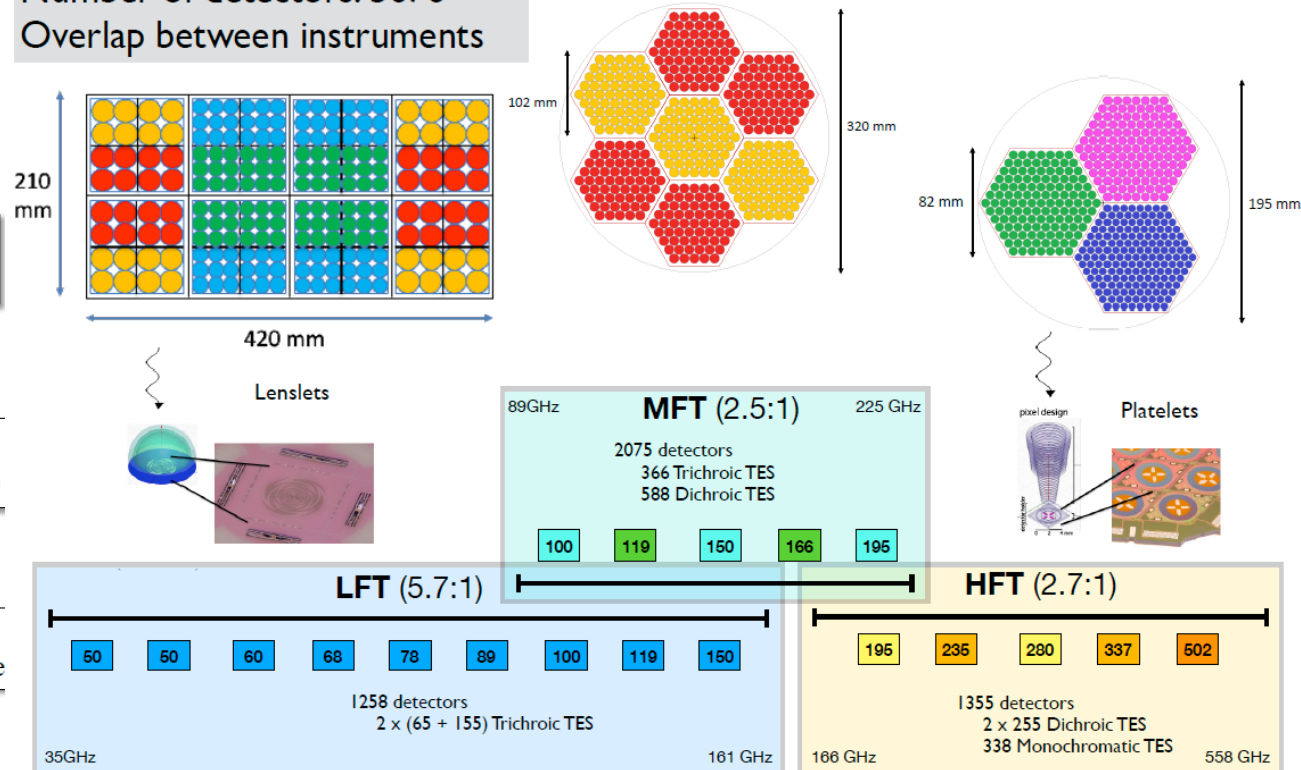 Overlap between instruments
102 mm
320 mm
210
mm
82 mm
195 mm
420 mm
Lenslets
pixel design
Platelets
89GHz
MFT (2.5:1)
225 GHz
2075 detectors
366 Trichroic TES
588 Dichroic TES
100 119 150 166 195
LFT (5.7:1)
HFT (2.7:1)
50 50 60 68 78 89 100 119 150
195 235 280 337 502
1258 detectors
2 x (65 + 155) Trichroic TES
1355 detectors
2 x 255 Dichroic TES
338 Monochromatic TES
35GHz
161 GHz
166 GHz
558 GHz